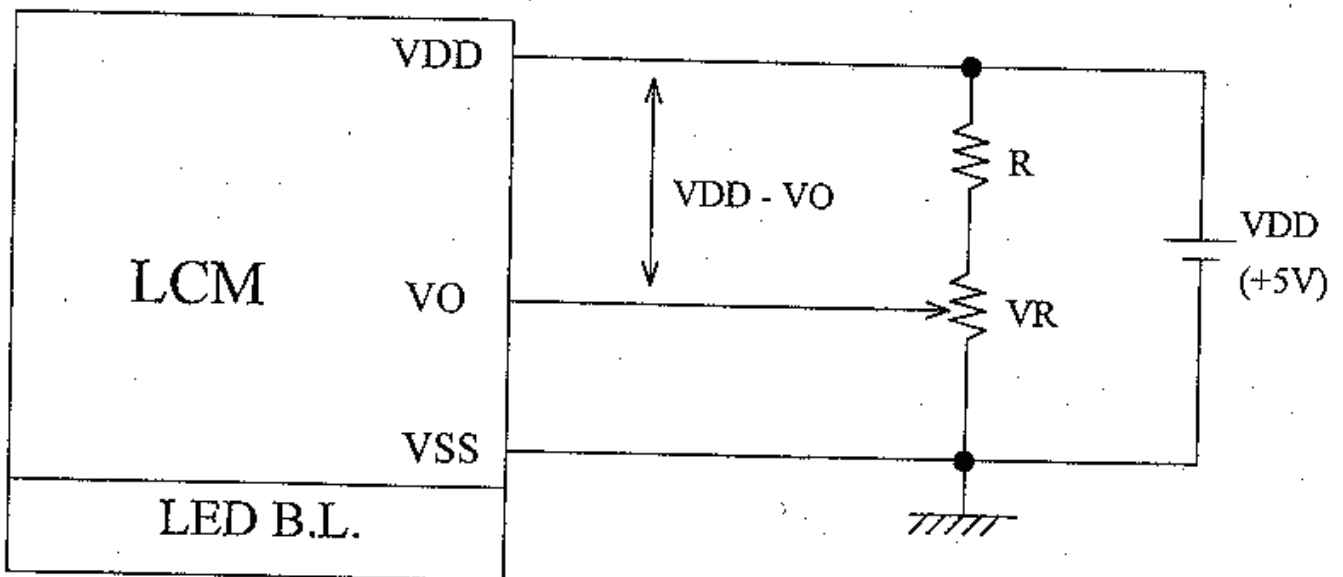 VDD
R
VDD - VO
VDD
(+5V)
LCM
VO
VR
VSS
LED B.L.